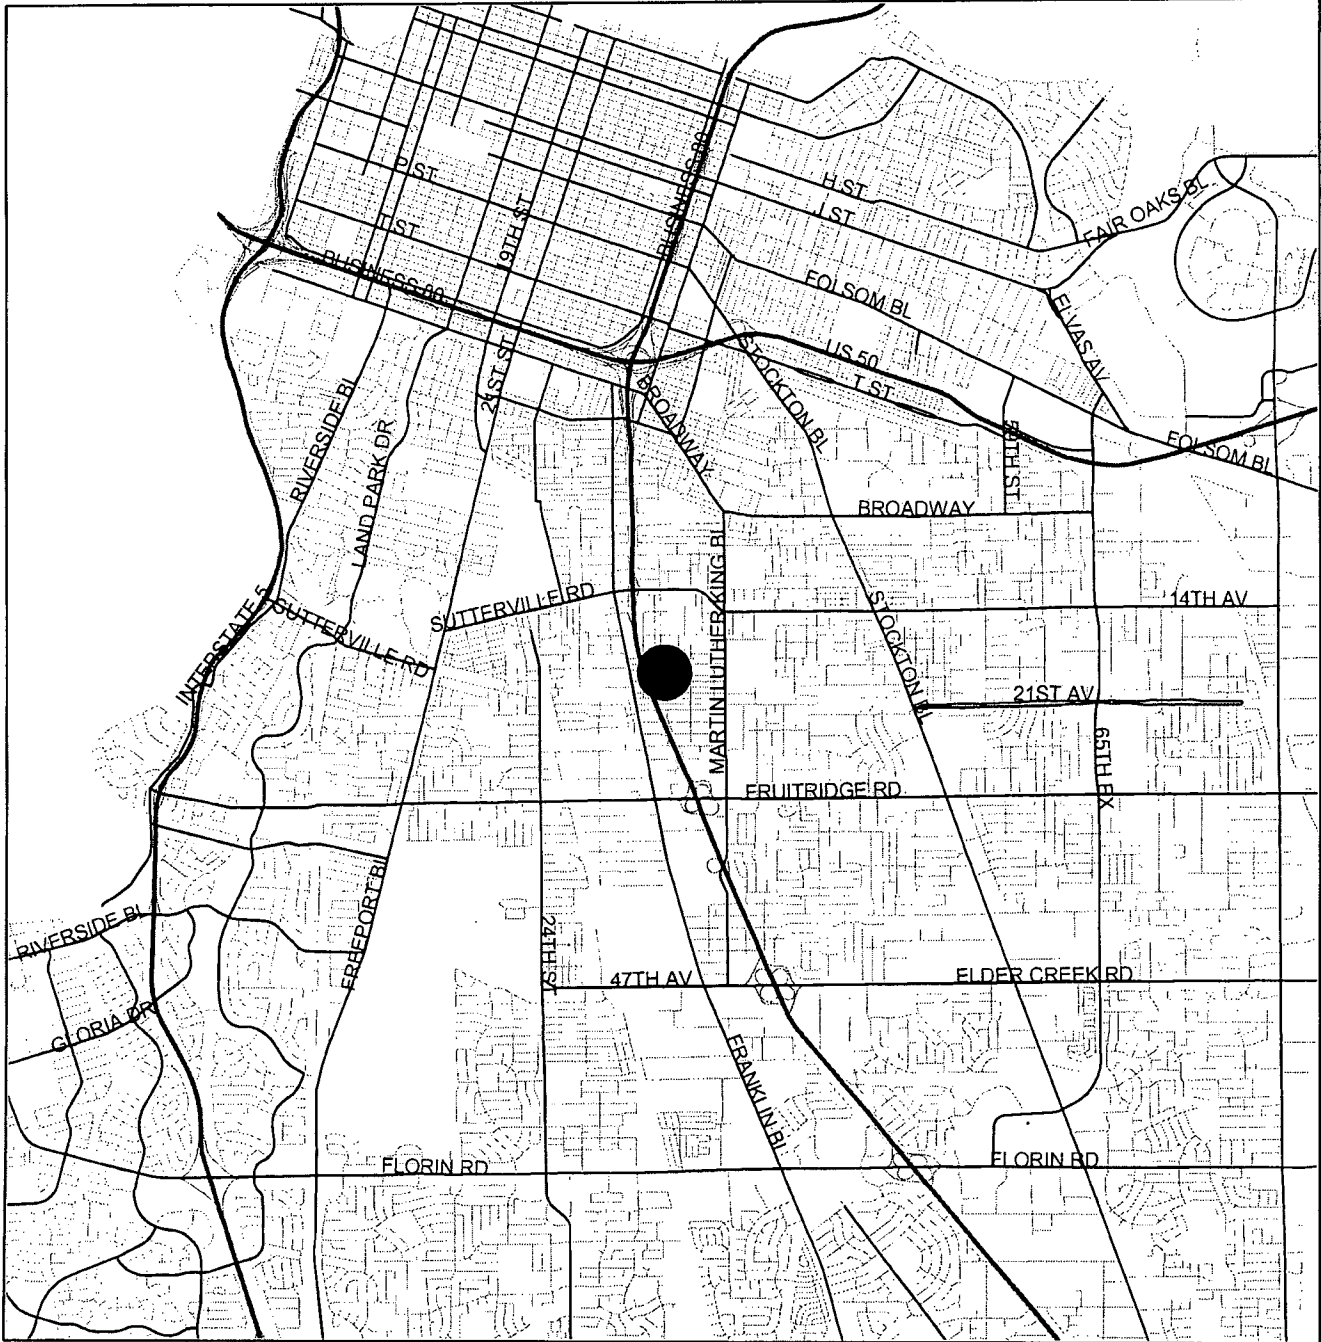 P ST
T ST
19TH ST
BUSINESS 80
BUSINESS 80
H ST
J ST
FAIR OAKS BL
FOLSOM BL
ELVAS AV
US 50
T ST
STOCKTON BL
21ST ST
BROADWAY
RIVERSIDE BL
LAND PARK DR
59TH ST
FOLSOM BL
BROADWAY
INTERSTATE 5
SUTTERVILLE RD
SUTTERVILLE RD
MARTIN LUTHER KING BL
STOCKTON BL
14TH AV
21ST AV
65TH EX
FRUITRIDGE RD
FREEPORT BL
RIVERSIDE BL
24TH ST
47TH AV
ELDER CREEK RD
GLORIA DR
FRANKLIN BL
FLORIN RD
FLORIN RD